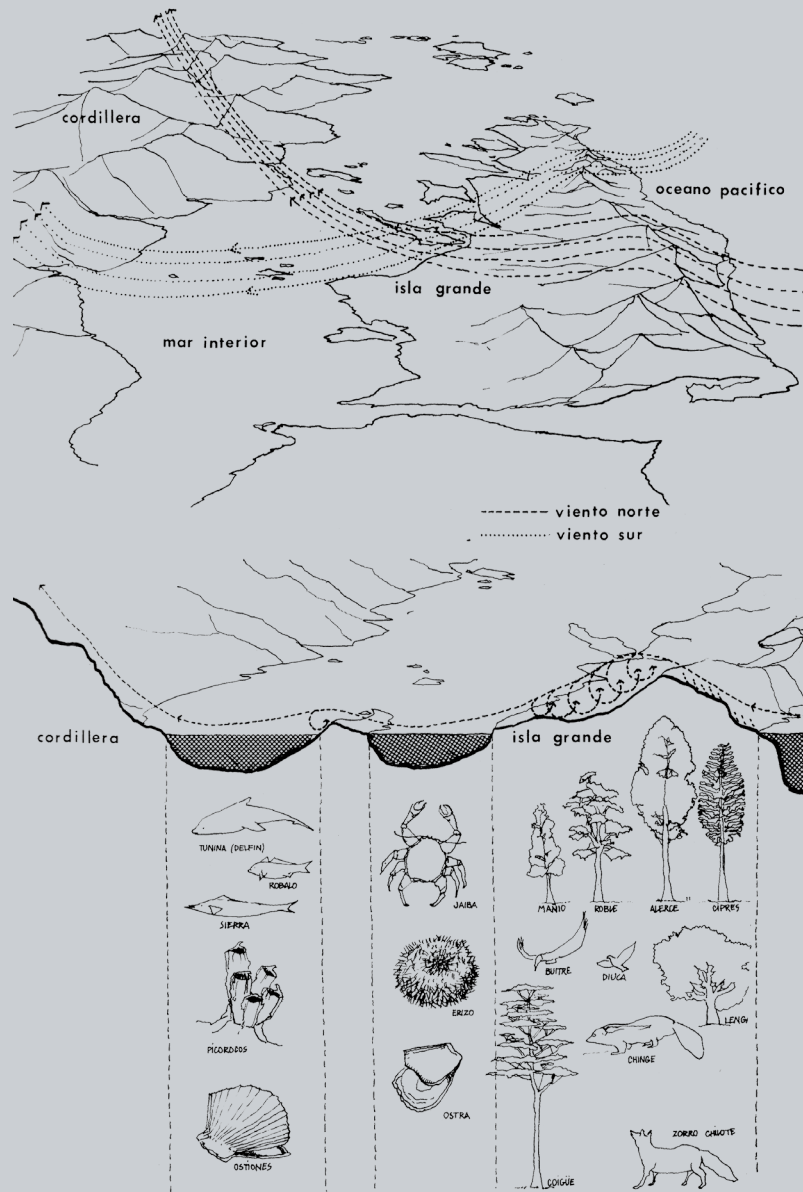 cordillera
oceano pacifico
isla grande
mar interior
viento norte
viento sur
cordillera
isla grande
TUNINA (DELFIN)
ROBALO
SIERRA
PICOROCOS
OSTIONES
JAIBA
ERIZO
OSTRA
MAÑIO
ROBLE
ALERCE
CIPRES
BUITRE
DIUCA
LENG
CHINGE
COIGÜE
ZORRO CHILOTE